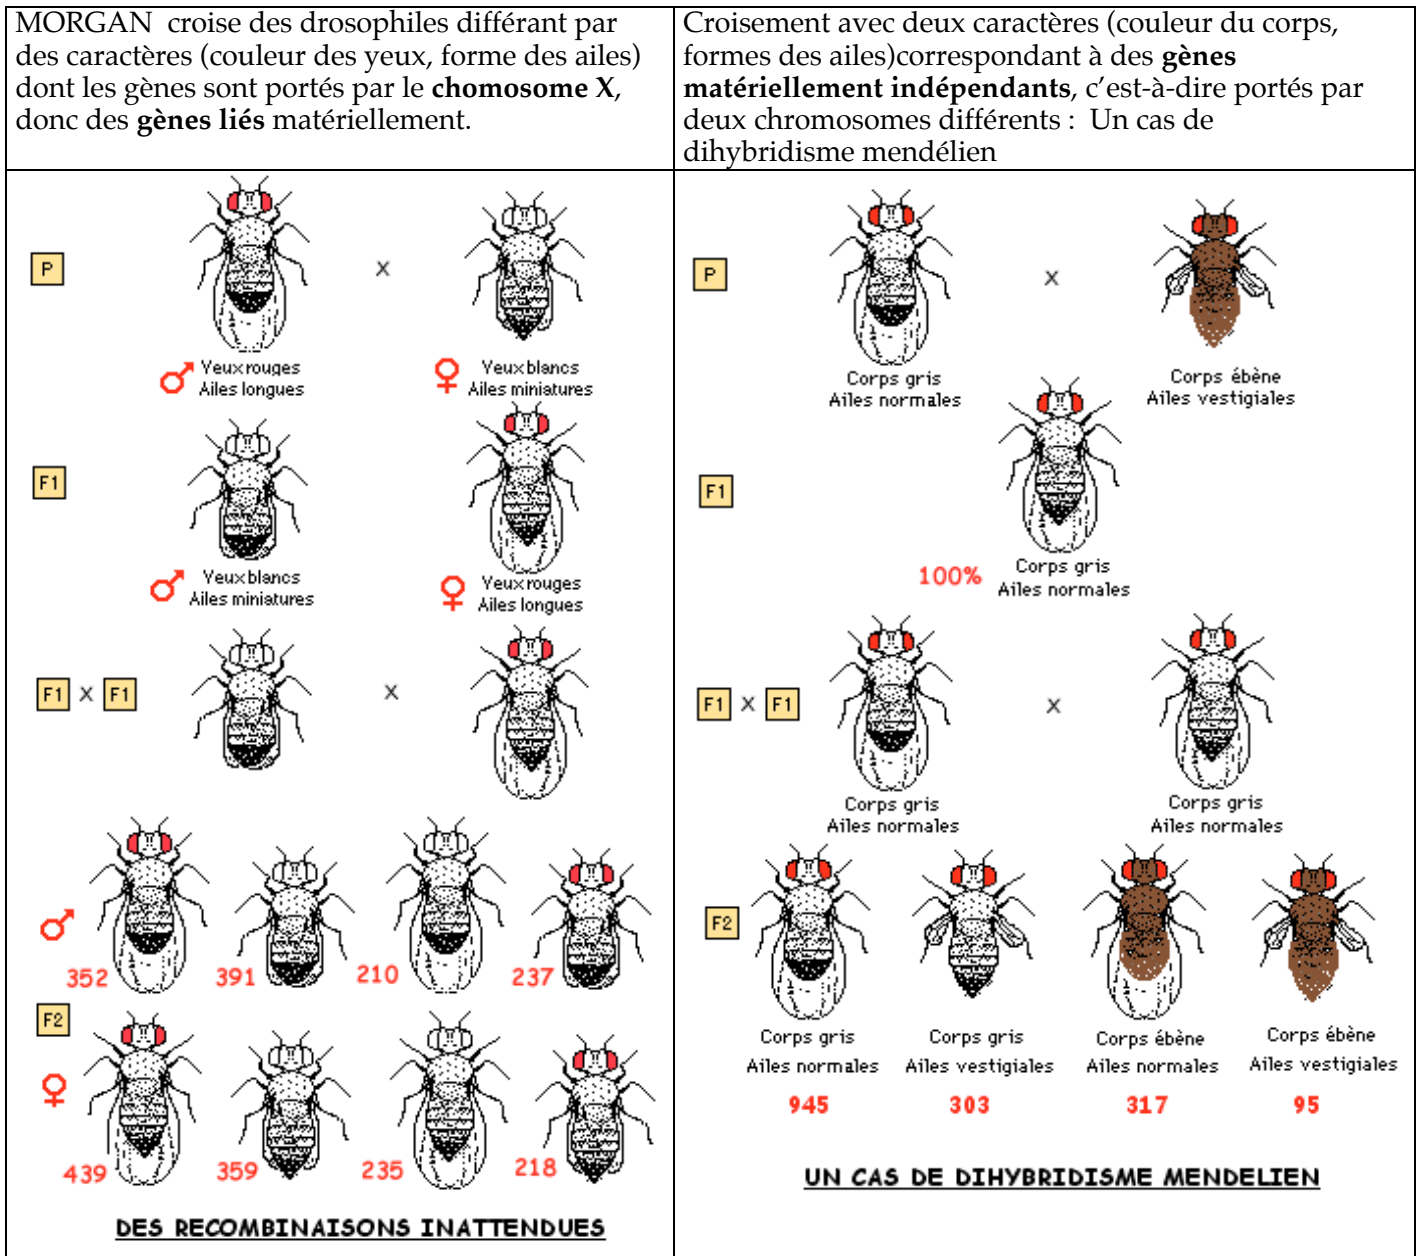 MORGAN croise des drosophiles différant par
des caractères (couleur des yeux, forme des ailes)
dont les gènes sont portés par le chomosome X,
donc des gènes liés matériellement.
Croisement avec deux caractères (couleur du corps,
formes des ailes)correspondant à des gènes
matériellement indépendants, c'est-à-dire portés par
deux chromosomes différents : Un cas de
dihybridisme mendélien
P
x
♂ Yeux rouges
Ailes longues
♀ Yeux blancs
Ailes miniatures
F1
♂ Yeux blancs
Ailes miniatures
♀ Yeux rouges
Ailes longues
F1 x F1
x
♂
352
391
210
237
F2
♀
439
359
235
218
DES RECOMBINAISONS INATTENDUES
P
x
Corps gris
Ailes normales
Corps ébène
Ailes vestigiales
F1
100%
Corps gris
Ailes normales
F1 x F1
x
Corps gris
Ailes normales
Corps gris
Ailes normales
F2
Corps gris
Ailes normales
945
Corps gris
Ailes vestigiales
303
Corps ébène
Ailes normales
317
Corps ébène
Ailes vestigiales
95
UN CAS DE DIHYBRIDISME MENDELIEN